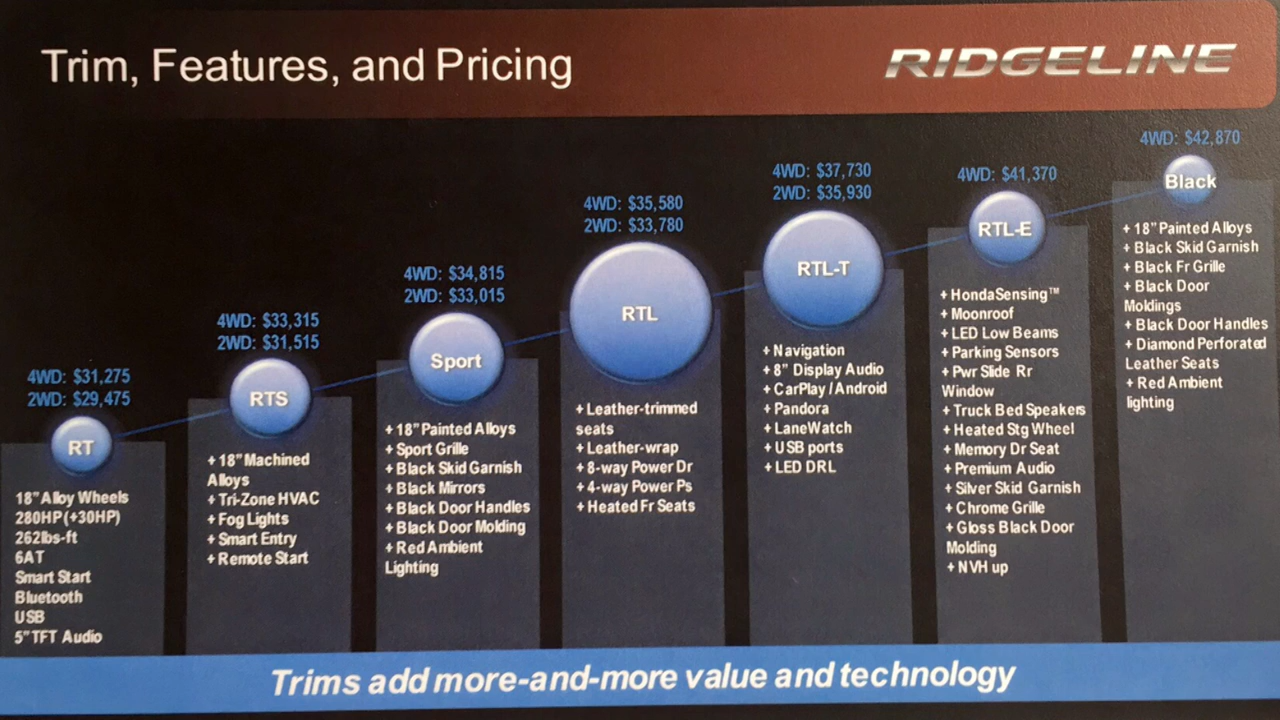 Trim, Features, and Pricing
RIDGELINE
4WD: $31,275
2WD: $29,475
RT
18" Alloy Wheels
280HP (+30HP)
262lbs-ft
6AT
Smart Start
Bluetooth
USB
5" TFT Audio
4WD: $33,315
2WD: $31,515
RTS
+ 18" Machined
Alloys
+ Tri-Zone HVAC
+ Fog Lights
+ Smart Entry
+ Remote Start
4WD: $34,815
2WD: $33,015
Sport
+ 18" Painted Alloys
+ Sport Grille
+ Black Skid Garnish
+ Black Mirrors
+ Black Door Handles
+ Black Door Molding
+ Red Ambient
Lighting
4WD: $35,580
2WD: $33,780
RTL
+ Leather-trimmed
seats
+ Leather-wrap
+ 8-way Power Dr
+ 4-way Power Ps
+ Heated Fr Seats
4WD: $37,730
2WD: $35,930
RTL-T
+ Navigation
+ 8" Display Audio
+ CarPlay / Android
+ Pandora
+ LaneWatch
+ USB ports
+ LED DRL
4WD: $41,370
RTL-E
+ HondaSensing™
+ Moonroof
+ LED Low Beams
+ Parking Sensors
+ Pwr Slide Rr
Window
+ Truck Bed Speakers
+ Heated Stg Wheel
+ Memory Dr Seat
+ Premium Audio
+ Silver Skid Garnish
+ Chrome Grille
+ Gloss Black Door
Molding
+ NVH up
4WD: $42,870
Black
+ 18" Painted Alloys
+ Black Skid Garnish
+ Black Fr Grille
+ Black Door
Moldings
+ Black Door Handles
+ Diamond Perforated
Leather Seats
+ Red Ambient
lighting
Trims add more-and-more value and technology